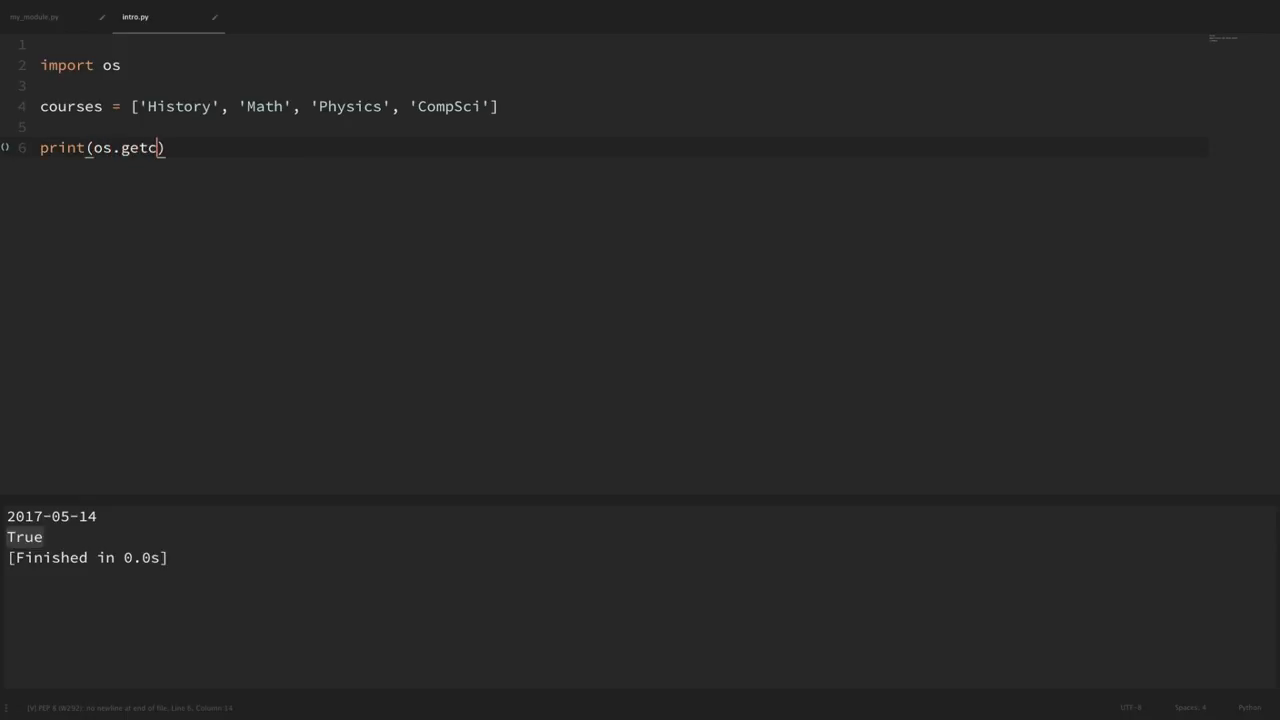 my_module.py
intro.py
1
2 import os
3
4 courses = ['History', 'Math', 'Physics', 'CompSci']
5
() 6 print(os.getc)
2017-05-14
True
[Finished in 0.0s]
[V] PEP 8 (W292): no newline at end of file, Line 6, Column 14
UTF-8
Spaces: 4
Python